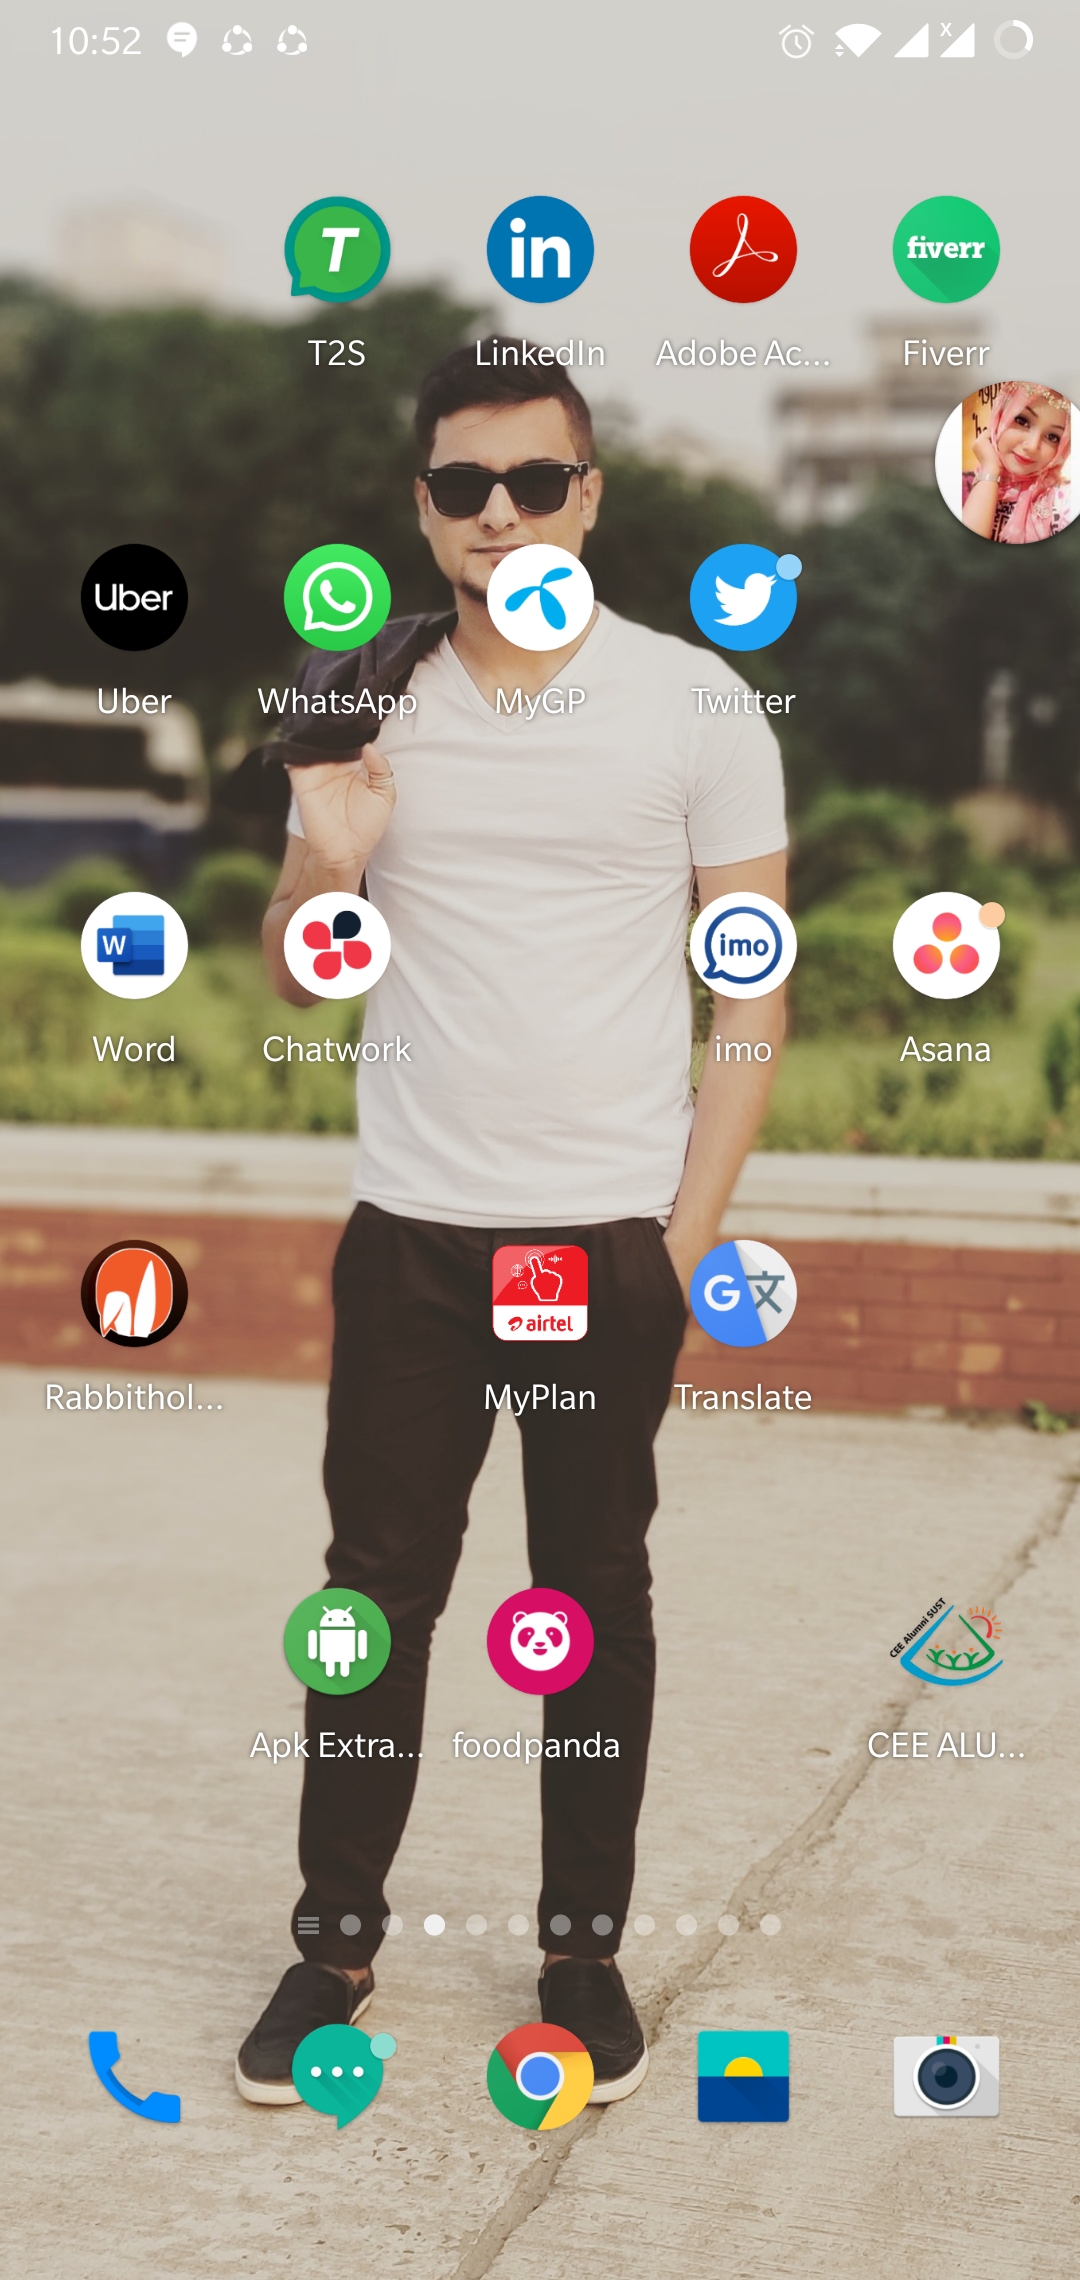 10:52
T
in
fiverr
T2S
LinkedIn
Adobe Ac...
Fiverr
Uber
Uber
WhatsApp
MyGP
Twitter
W
imo
Word
Chatwork
imo
Asana
airtel
G文
Rabbithol...
MyPlan
Translate
CEE Alumni SUST
Apk Extra...
foodpanda
CEE ALU...